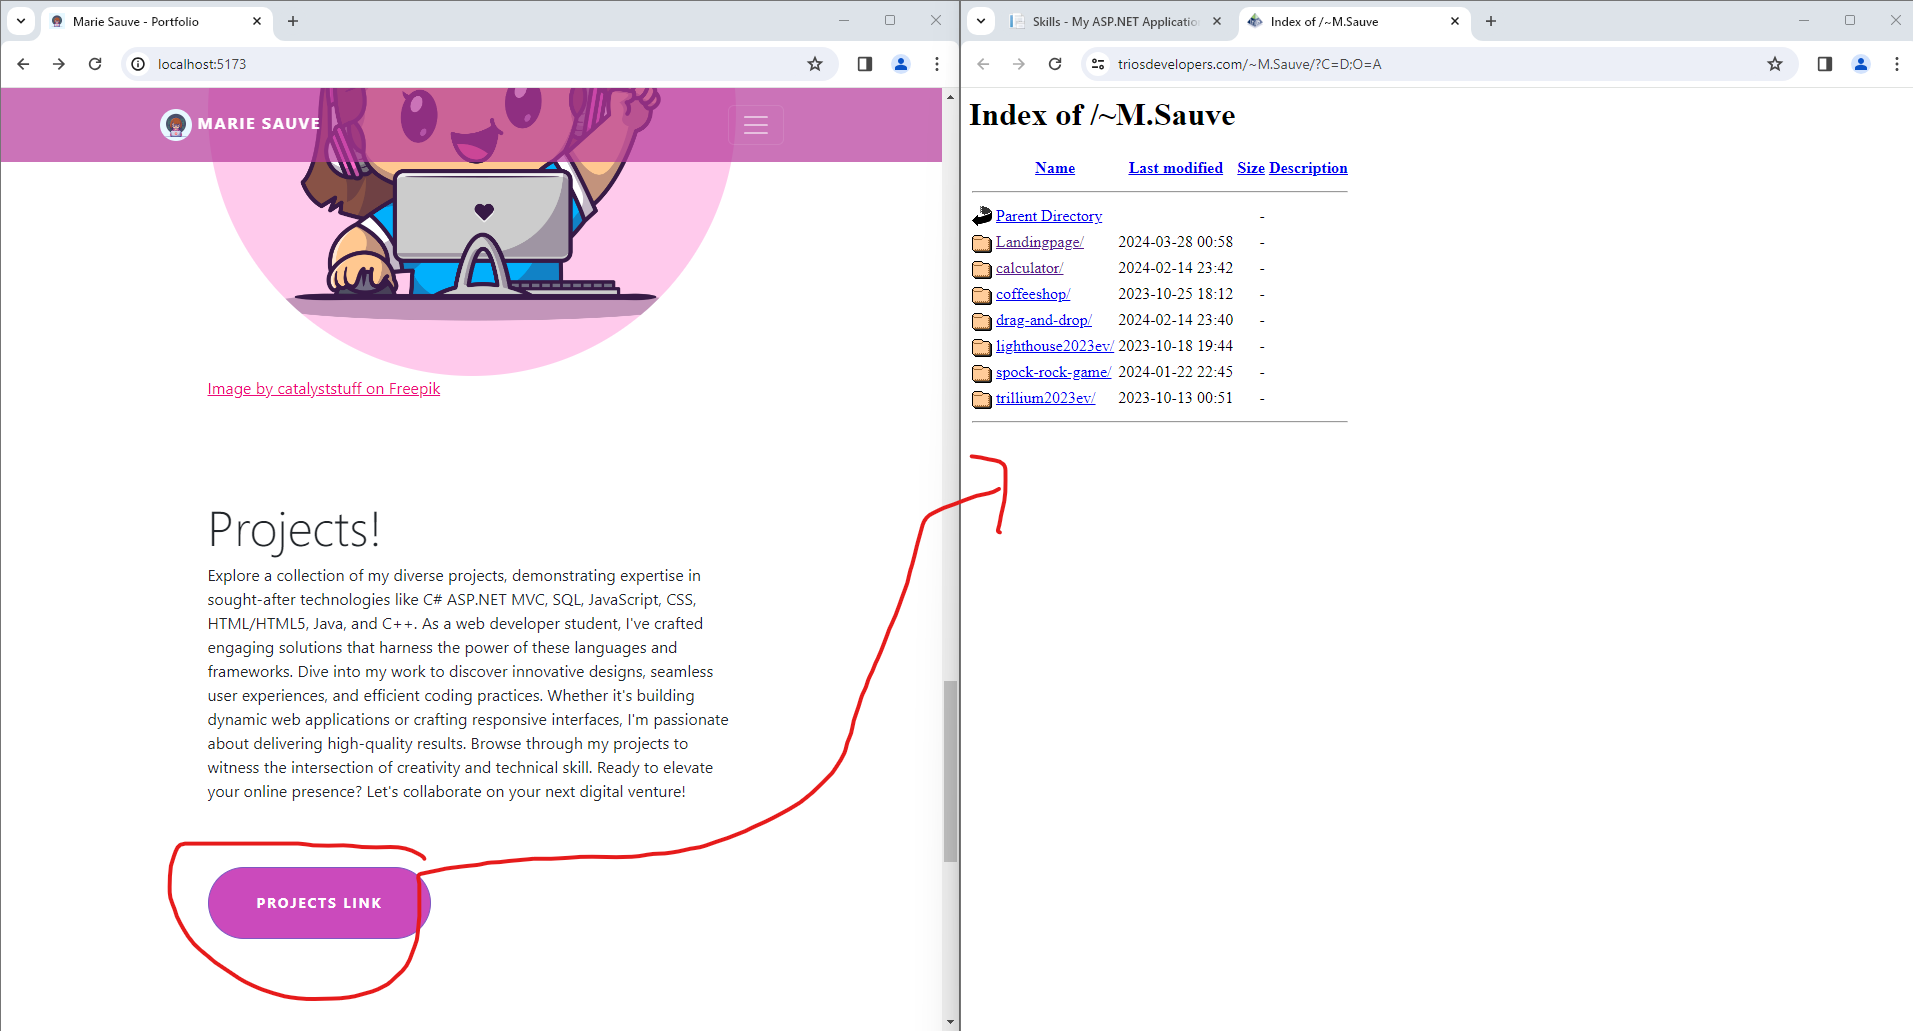 Marie Sauve - Portfolio
localhost:5173
MARIE SAUVE
Image by catalyststuff on Freepik
Projects!
Explore a collection of my diverse projects, demonstrating expertise in
sought-after technologies like C# ASP.NET MVC, SQL, JavaScript, CSS,
HTML/HTML5, Java, and C++. As a web developer student, I've crafted
engaging solutions that harness the power of these languages and
frameworks. Dive into my work to discover innovative designs, seamless
user experiences, and efficient coding practices. Whether it's building
dynamic web applications or crafting responsive interfaces, I'm passionate
about delivering high-quality results. Browse through my projects to
witness the intersection of creativity and technical skill. Ready to elevate
your online presence? Let's collaborate on your next digital venture!
PROJECTS LINK
Skills - My ASP.NET Applicatio
Index of /~M.Sauve
triosdevelopers.com/~M.Sauve/?C=D;O=A
Index of /~M.Sauve
Name Last modified Size Description
Parent Directory -
Landingpage/ 2024-03-28 00:58 -
calculator/ 2024-02-14 23:42 -
coffeeshop/ 2023-10-25 18:12 -
drag-and-drop/ 2024-02-14 23:40 -
lighthouse2023ev/ 2023-10-18 19:44 -
spock-rock-game/ 2024-01-22 22:45 -
trillium2023ev/ 2023-10-13 00:51 -